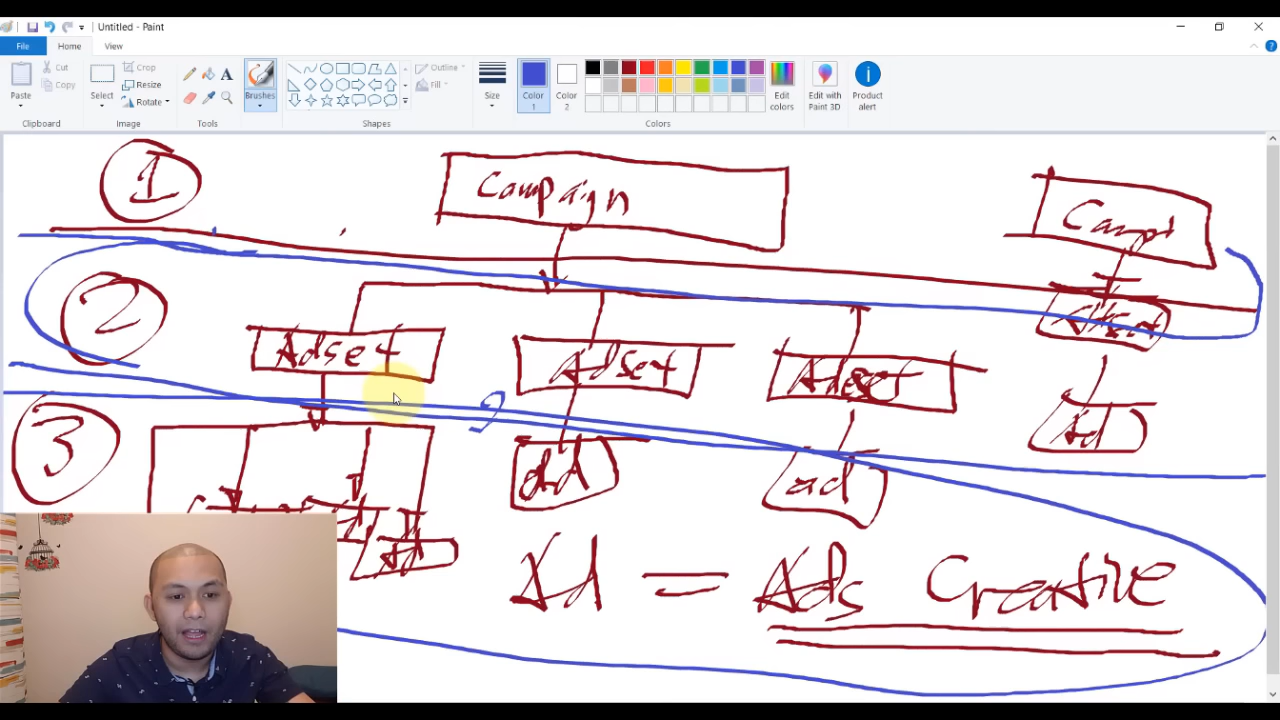 Untitled - Paint
File
Home
View
Paste
Cut
Copy
Clipboard
Select
Crop
Resize
Rotate
Image
Tools
Brushes
Shapes
Outline
Fill
Size
Color 1
Color 2
Colors
Edit colors
Edit with Paint 3D
Product alert
1
Campaign
Camp
2
Adset
Adset
Adset
3
Ad
ad
Ad
Ad
Ad = Ads Creative